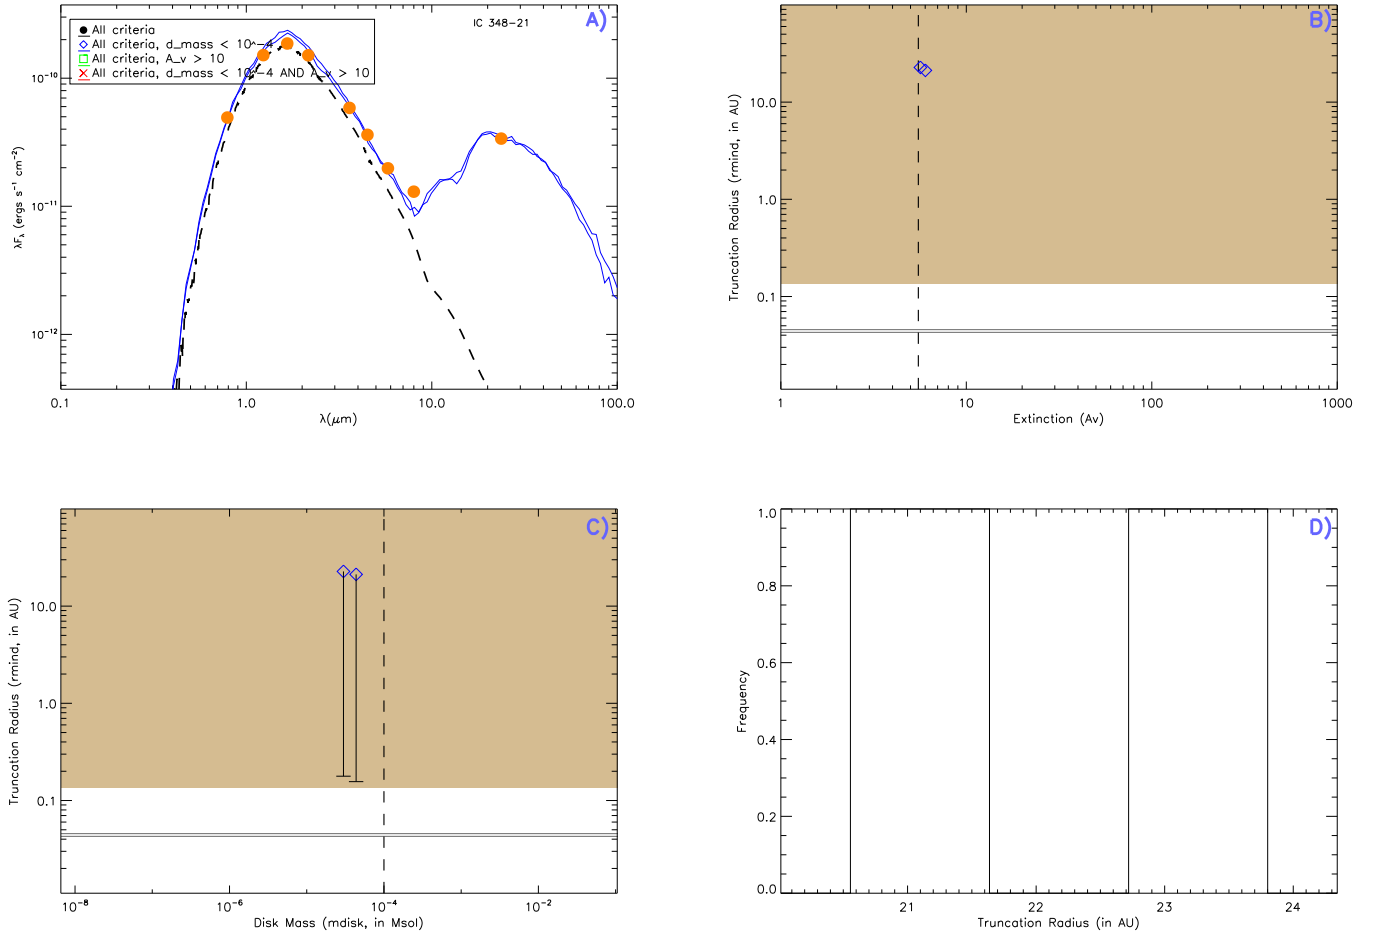 A)
IC 348-21
All criteria
All criteria, d_mass < 10^-4
All criteria, A_v > 10
All criteria, d_mass < 10^-4 AND A_v > 10
10⁻¹⁰
10⁻¹¹
10⁻¹²
λFλ (ergs s⁻¹ cm⁻²)
0.1 1.0 10.0 100.0
λ(μm)
B)
10.0
1.0
0.1
Truncation Radius (rmind, in AU)
1 10 100 1000
Extinction (Av)
C)
10.0
1.0
0.1
Truncation Radius (rmind, in AU)
10⁻⁸ 10⁻⁶ 10⁻⁴ 10⁻²
Disk Mass (mdisk, in Msol)
D)
1.0
0.8
0.6
0.4
0.2
0.0
Frequency
21 22 23 24
Truncation Radius (in AU)